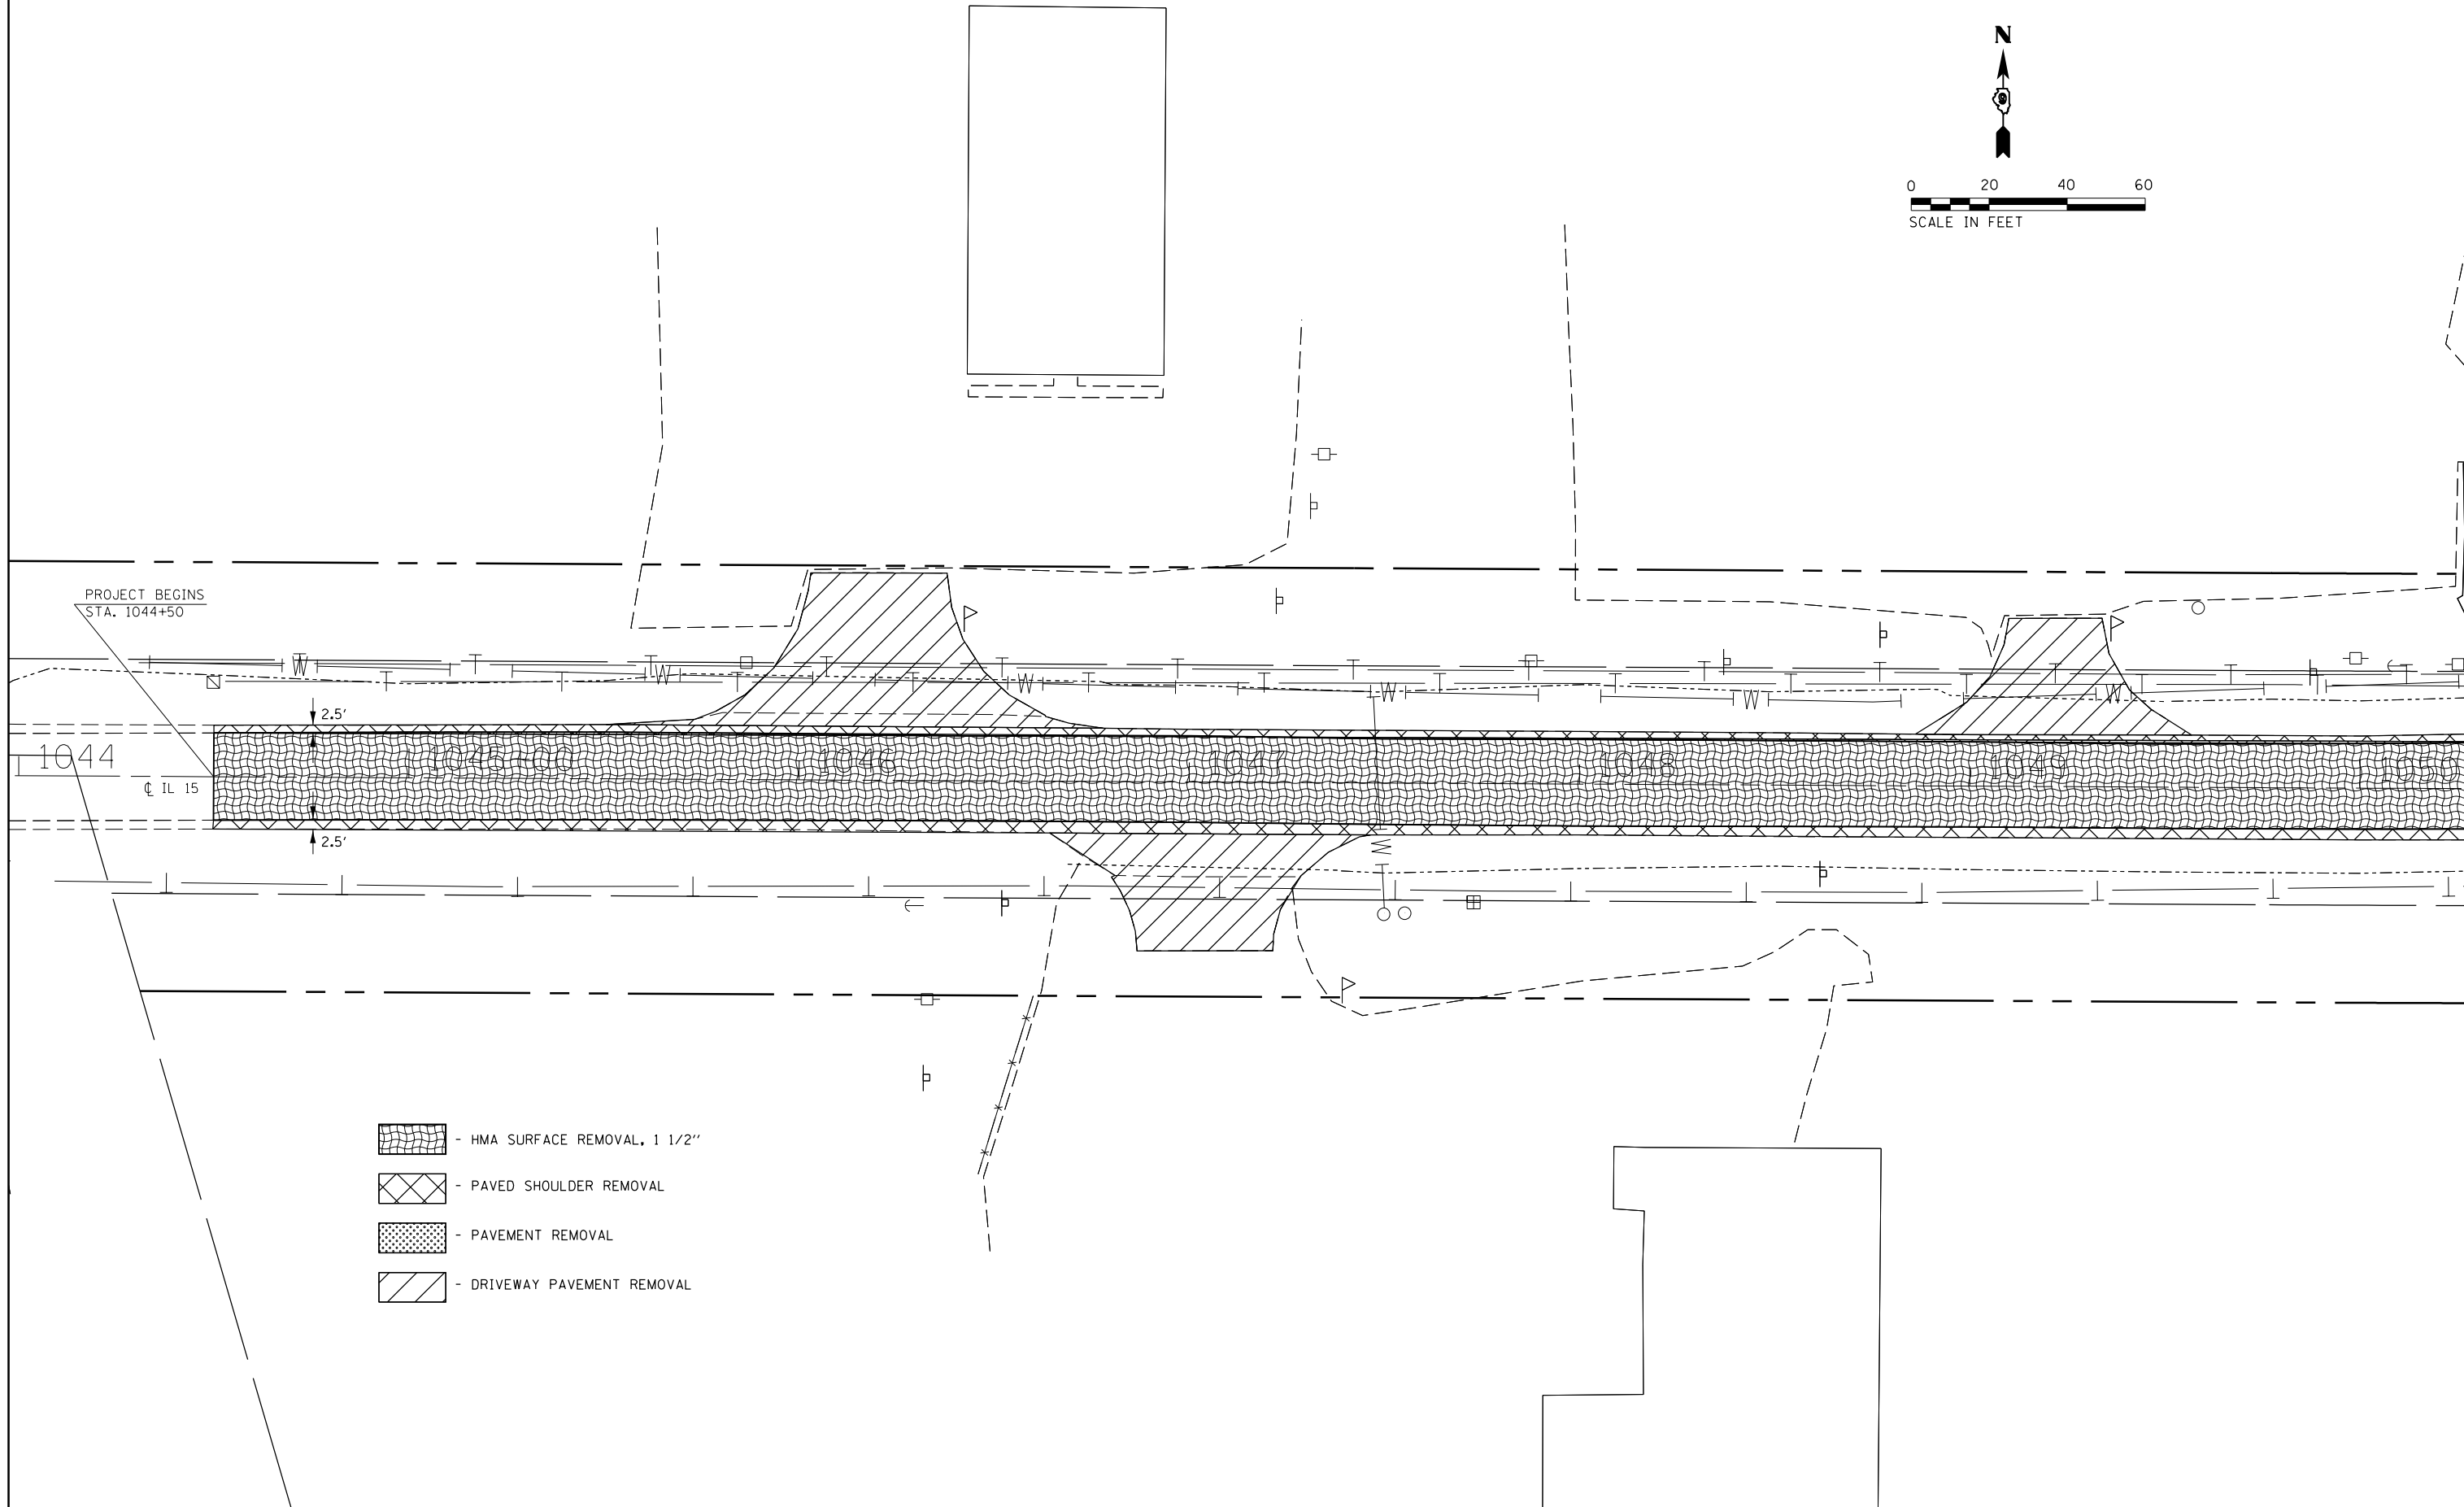 N
0 20 40 60
SCALE IN FEET
PROJECT BEGINS
STA. 1044+50
W W W W W W
2.5'
1044 1045+00 1046 1047 1048 1049 1050
℄ IL 15
2.5'
W
- HMA SURFACE REMOVAL, 1 1/2"
- PAVED SHOULDER REMOVAL
- PAVEMENT REMOVAL
- DRIVEWAY PAVEMENT REMOVAL